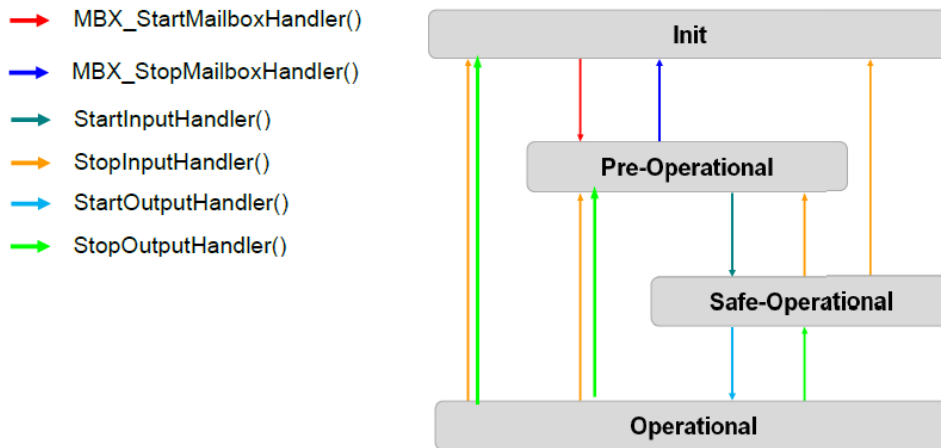 MBX_StartMailboxHandler()
MBX_StopMailboxHandler()
StartInputHandler()
StopInputHandler()
StartOutputHandler()
StopOutputHandler()
Init
Pre-Operational
Safe-Operational
Operational